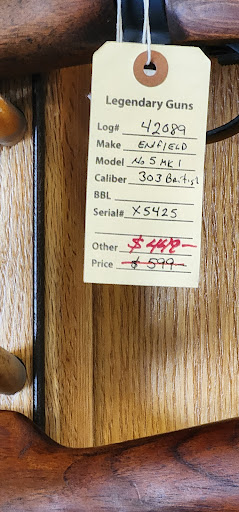 Legendary Guns
Log# 42089
Make ENFIELD
Model No 5 MK 1
Caliber 303 British
BBL
Serial# X5425
Other $449-
Price $599-